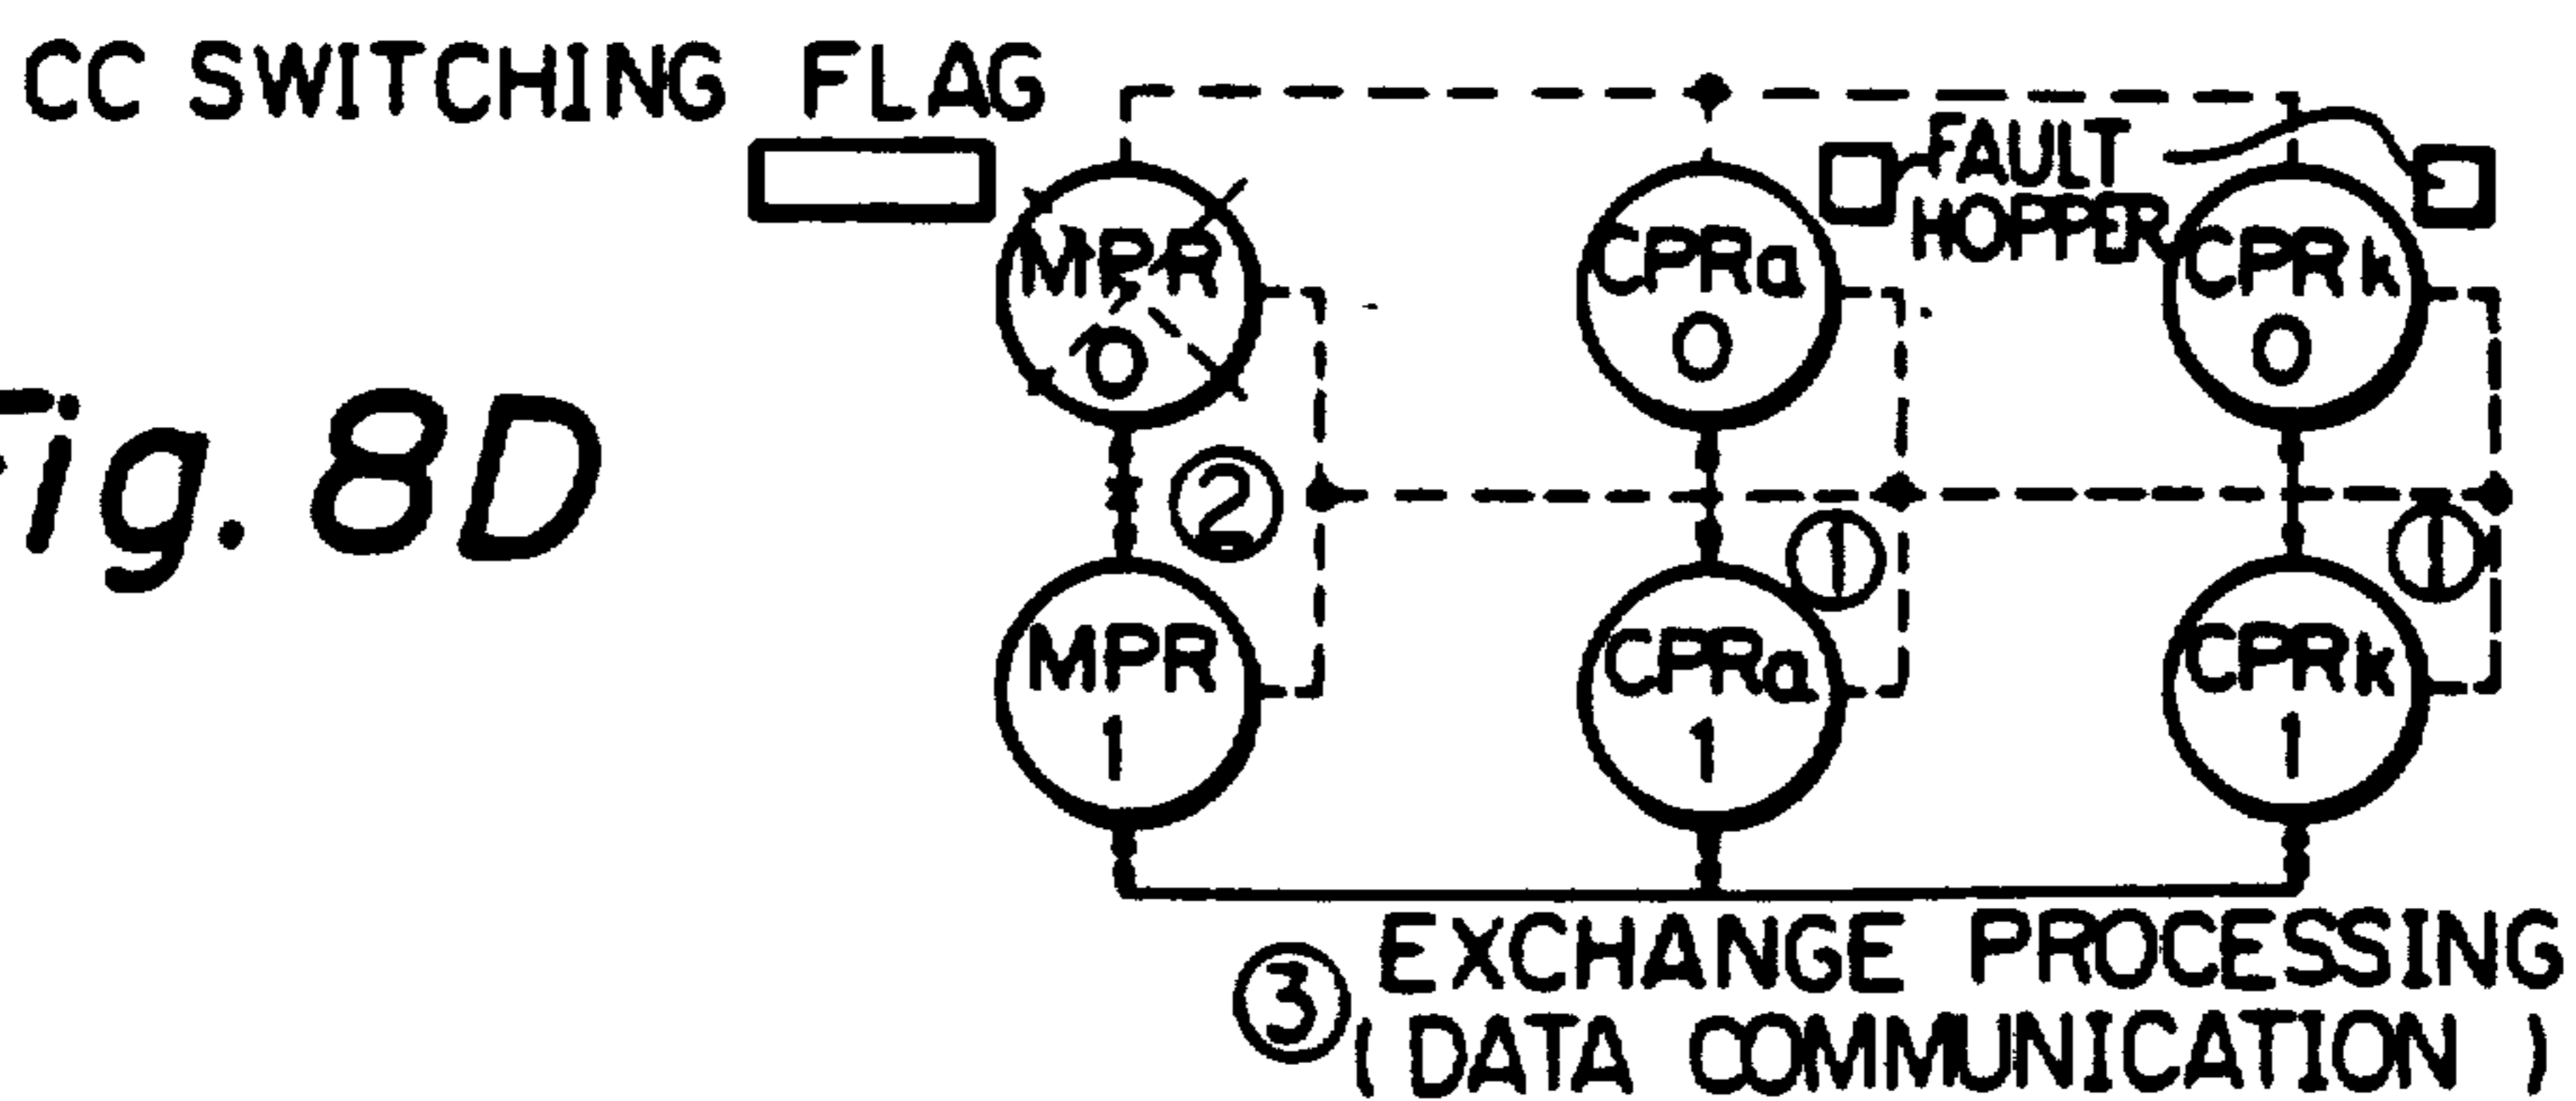 CC SWITCHING FLAG
FAULT
HOPPER
MPR
0
CPRa
0
CPRk
0
Fig. 8D
②
①
①
MPR
1
CPRa
1
CPRk
1
③ EXCHANGE PROCESSING
( DATA COMMUNICATION )